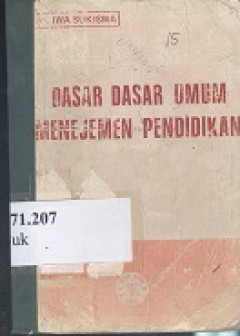 IWA SUKISWA
15
DASAR DASAR UMUM
MENEJEMEN PENDIDIKAN
71.207
uk